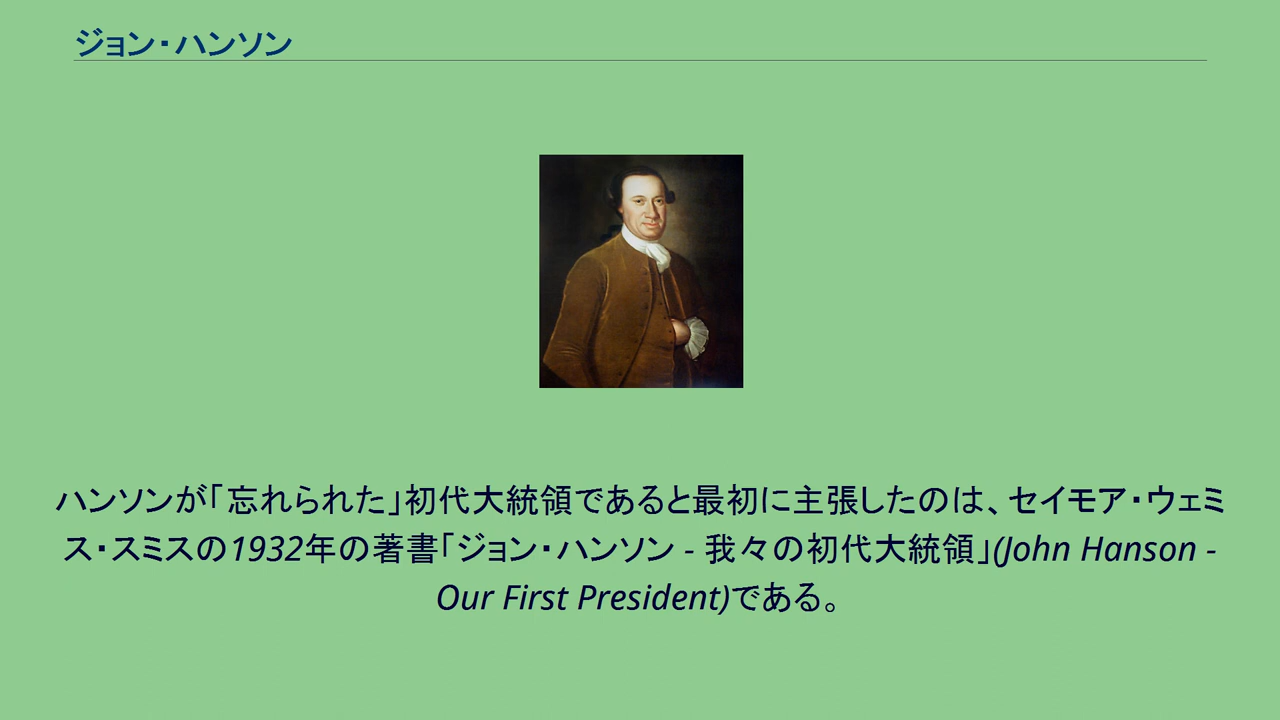 ジョン・ハンソン
ハンソンが「忘れられた」初代大統領であると最初に主張したのは、セイモア・ウェミ
ス・スミスの1932年の著書「ジョン・ハンソン - 我々の初代大統領」(John Hanson -
Our First President)である。